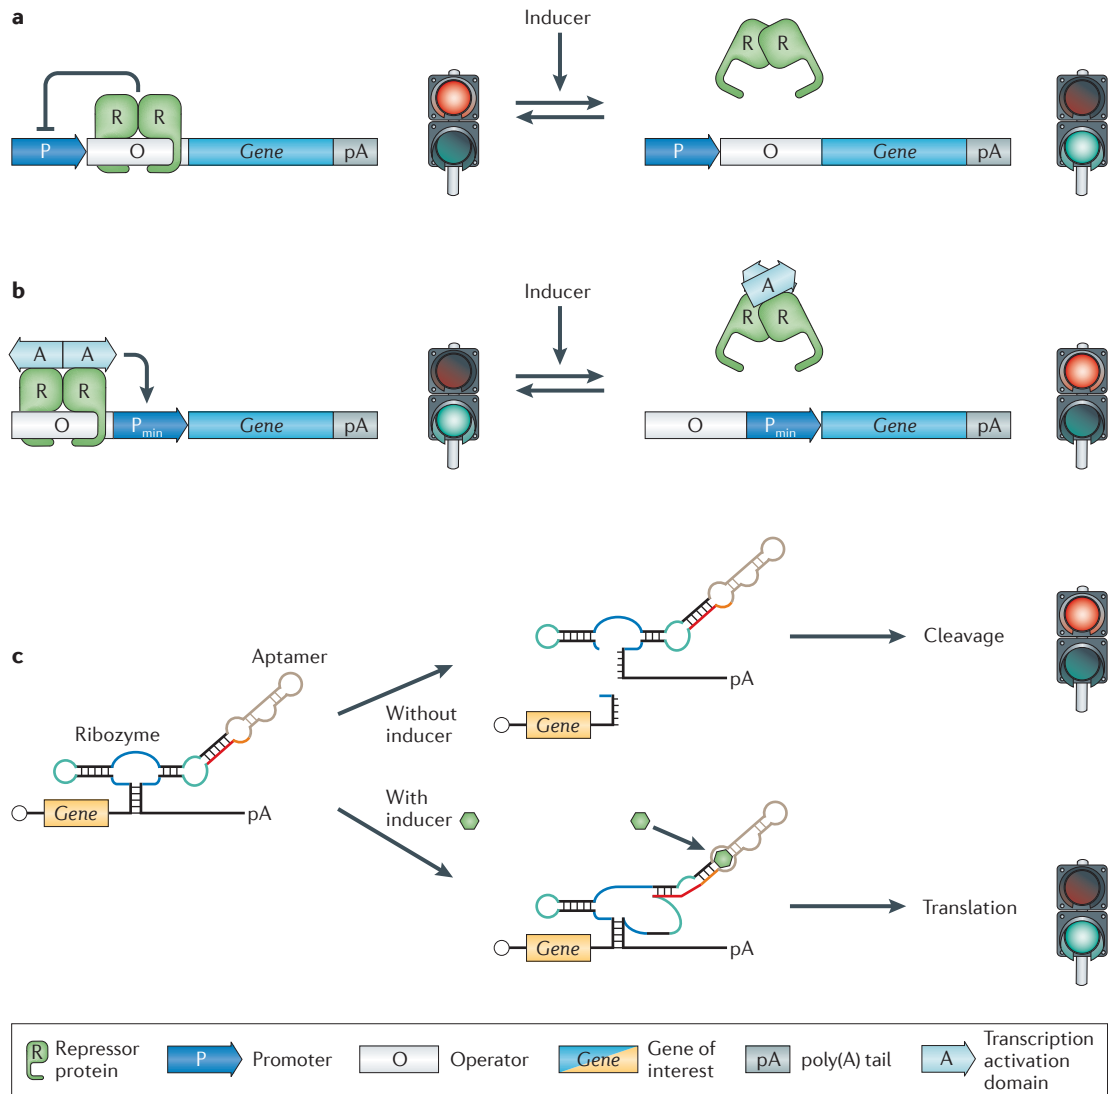 a
Inducer
R R
R R
P O Gene pA
P O Gene pA
b
Inducer
A
A A
R R
R R
O Pmin Gene pA
O Pmin Gene pA
c
Aptamer
Ribozyme
Gene pA
Without
inducer
With
inducer
pA
Gene
Cleavage
Gene pA
Translation
R Repressor
protein
P Promoter
O Operator
Gene Gene of
interest
pA poly(A) tail
A Transcription
activation
domain